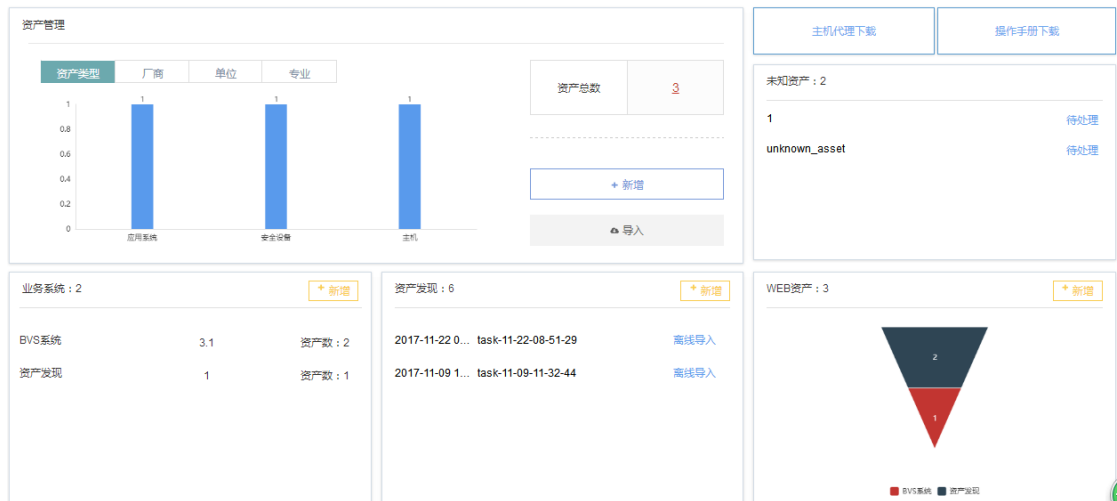 资产管理
资产类型 厂商 单位 专业
1 1 1
1
0.8
0.6
0.4
0.2
0
应用系统 安全设备 主机
资产总数 3
+ 新增
导入
主机代理下载 操作手册下载
未知资产：2
1 待处理
unknown_asset 待处理
业务系统：2 + 新增
BVS系统 3.1 资产数：2
资产发现 1 资产数：1
资产发现：6 + 新增
2017-11-22 0... task-11-22-08-51-29 离线导入
2017-11-09 1... task-11-09-11-32-44 离线导入
WEB资产：3 + 新增
2
1
BVS系统 资产发现